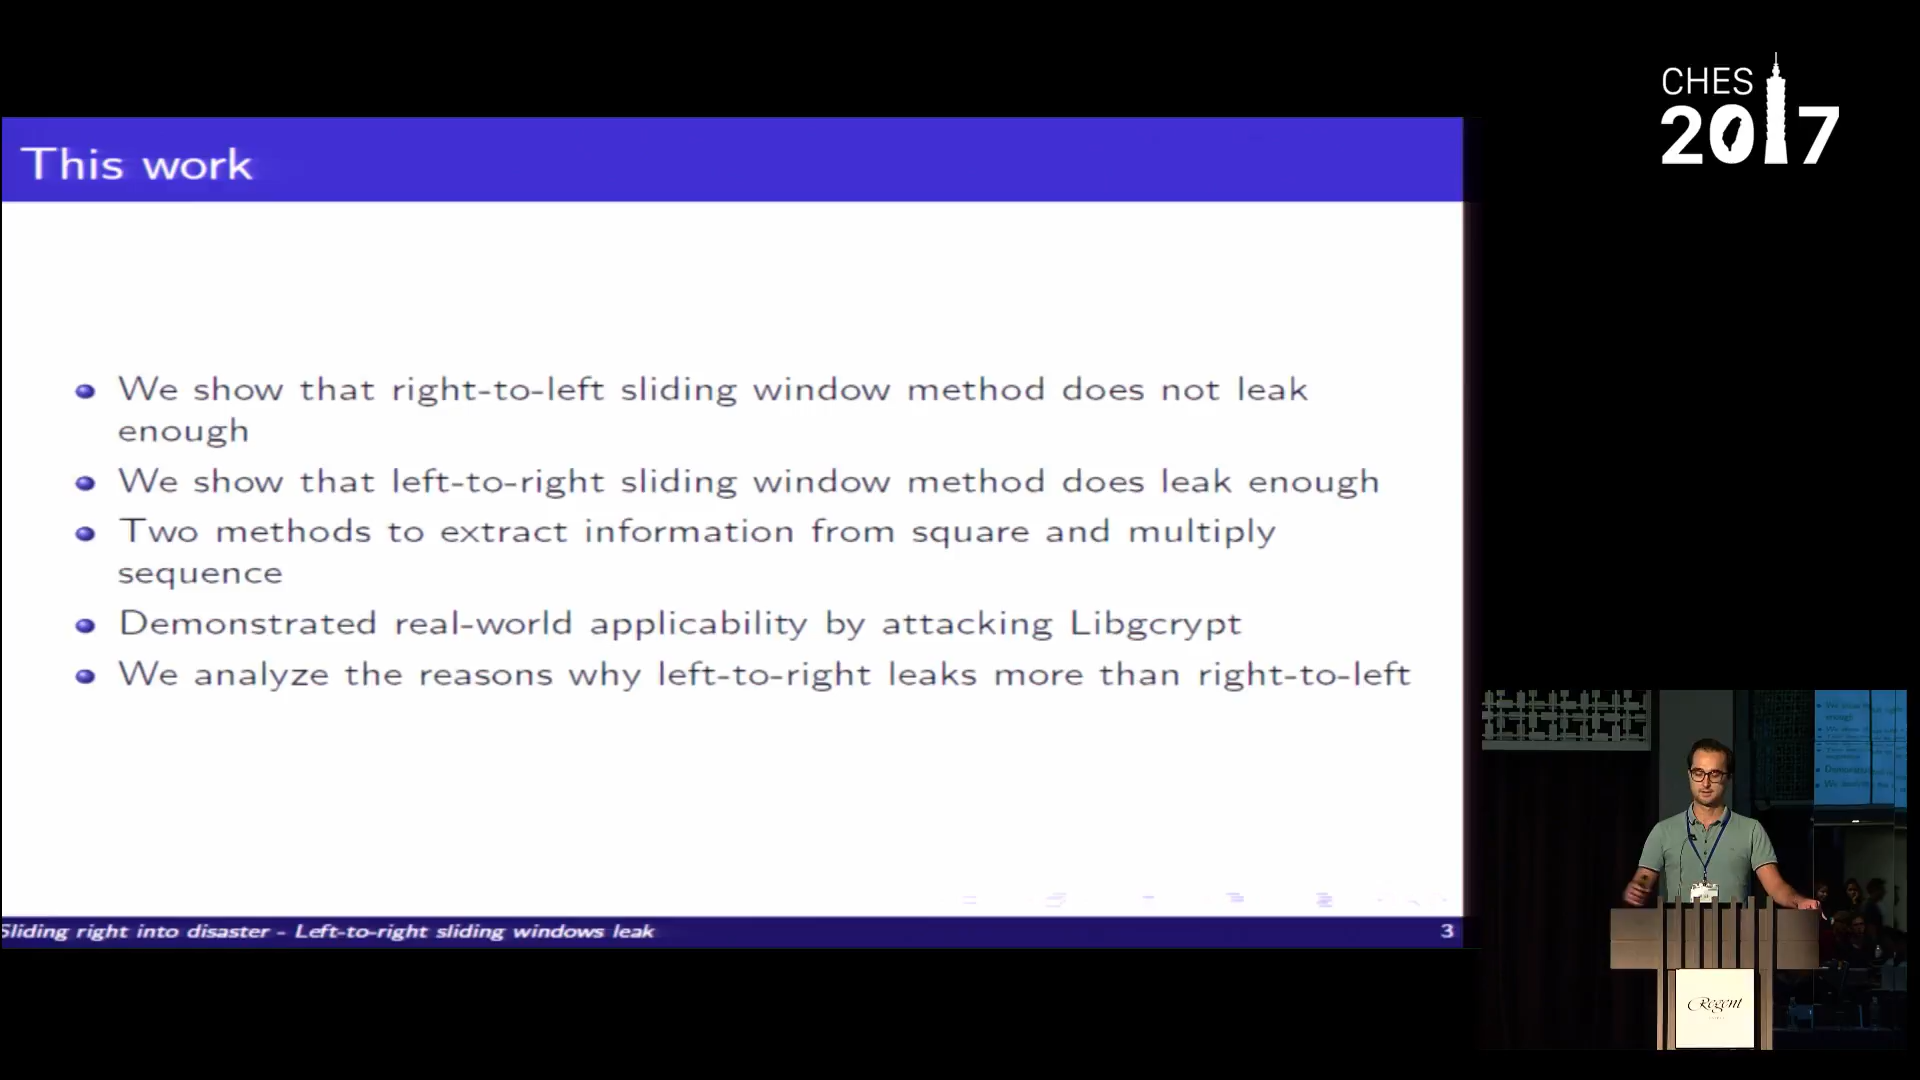 CHES
2017
This work
We show that right-to-left sliding window method does not leak
enough
We show that left-to-right sliding window method does leak enough
Two methods to extract information from square and multiply
sequence
Demonstrated real-world applicability by attacking Libgcrypt
We analyze the reasons why left-to-right leaks more than right-to-left
Sliding right into disaster - Left-to-right sliding windows leak
3
Regent